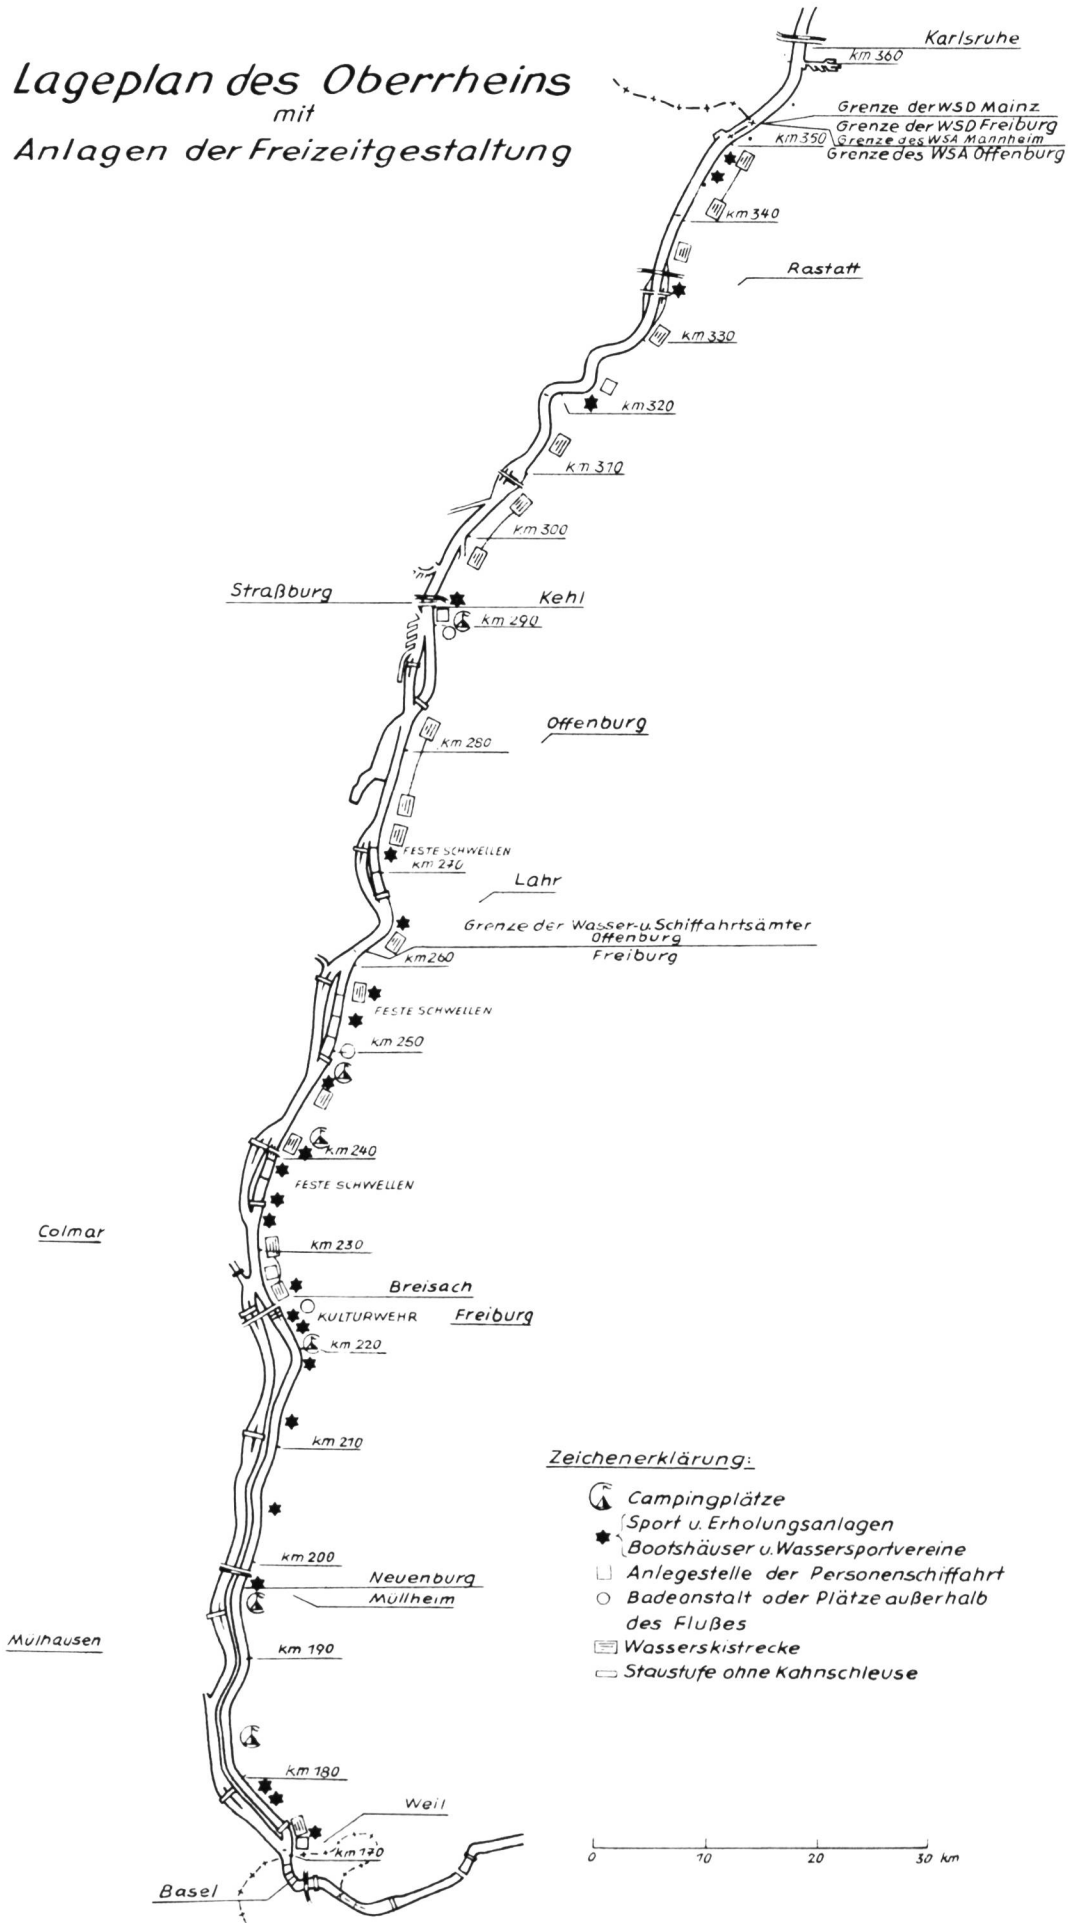 Lageplan des Oberrheins
mit
Anlagen der Freizeitgestaltung
Karlsruhe
km 360
Grenze der WSD Mainz
Grenze der WSD Freiburg
km 350
Grenze des WSA Mannheim
Grenze des WSA Offenburg
km 340
Rastatt
km 330
km 320
km 310
km 300
Straßburg
Kehl
km 290
Offenburg
km 280
FESTE SCHWELLEN
km 270
Lahr
Grenze der Wasser-u. Schiffahrtsämter
Offenburg
Freiburg
km 260
FESTE SCHWELLEN
km 250
km 240
FESTE SCHWELLEN
Colmar
km 230
Breisach
KULTURWEHR
Freiburg
km 220
km 210
Zeichenerklärung:
Campingplätze
Sport u. Erholungsanlagen
Bootshäuser u. Wassersportvereine
Anlegestelle der Personenschiffahrt
Badeanstalt oder Plätze außerhalb
des Flußes
Wasserskistrecke
Staustufe ohne Kahnschleuse
km 200
Neuenburg
Müllheim
Mülhausen
km 190
km 180
Weil
km 170
Basel
0 10 20 30 km